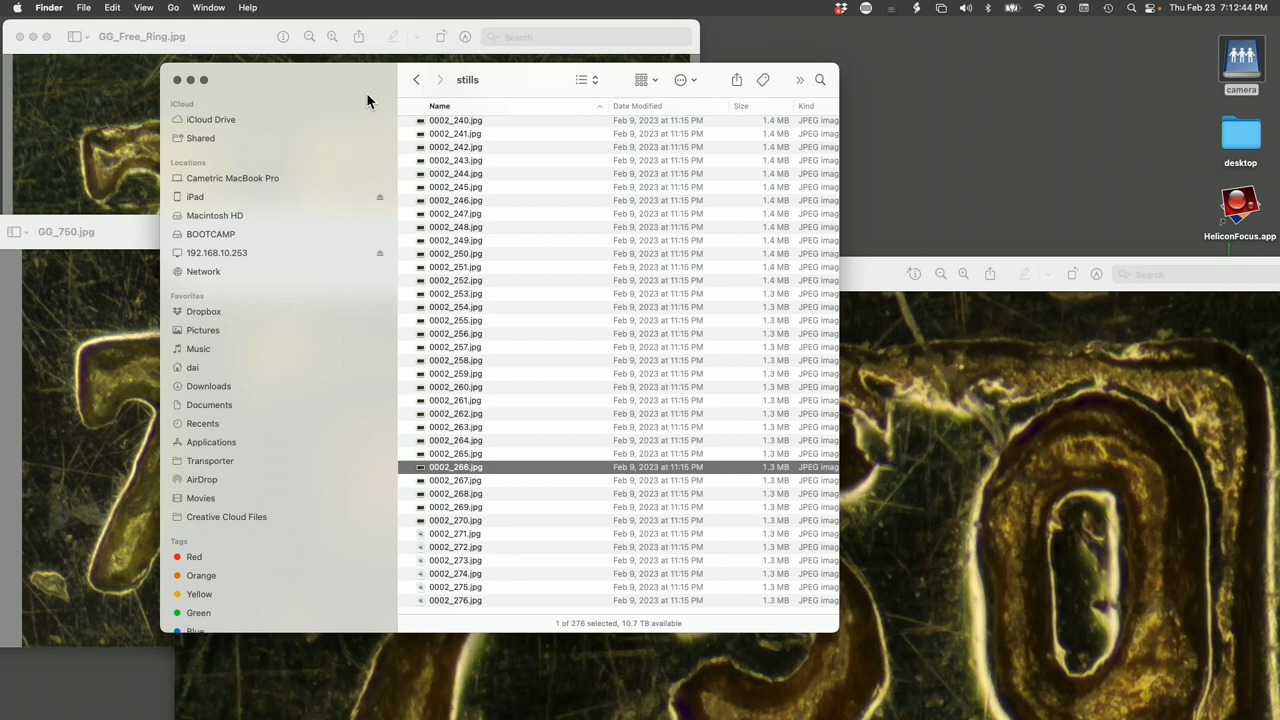 Finder File Edit View Go Window Help Thu Feb 23 7:12:44 PM
GG_Free_Ring.jpg Search
stills
iCloud
iCloud Drive
Shared
Locations
Cametric MacBook Pro
iPad
Macintosh HD
BOOTCAMP
192.168.10.253
Network
Favorites
Dropbox
Pictures
Music
dai
Downloads
Documents
Recents
Applications
Transporter
AirDrop
Movies
Creative Cloud Files
Tags
Red
Orange
Yellow
Green
Blue
Name Date Modified Size Kind
0002_240.jpg Feb 9, 2023 at 11:15 PM 1.4 MB JPEG imag
0002_241.jpg Feb 9, 2023 at 11:15 PM 1.4 MB JPEG imag
0002_242.jpg Feb 9, 2023 at 11:15 PM 1.4 MB JPEG imag
0002_243.jpg Feb 9, 2023 at 11:15 PM 1.4 MB JPEG imag
0002_244.jpg Feb 9, 2023 at 11:15 PM 1.4 MB JPEG imag
0002_245.jpg Feb 9, 2023 at 11:15 PM 1.4 MB JPEG imag
0002_246.jpg Feb 9, 2023 at 11:15 PM 1.4 MB JPEG imag
0002_247.jpg Feb 9, 2023 at 11:15 PM 1.4 MB JPEG imag
0002_248.jpg Feb 9, 2023 at 11:15 PM 1.4 MB JPEG imag
0002_249.jpg Feb 9, 2023 at 11:15 PM 1.4 MB JPEG imag
0002_250.jpg Feb 9, 2023 at 11:15 PM 1.4 MB JPEG imag
0002_251.jpg Feb 9, 2023 at 11:15 PM 1.4 MB JPEG imag
0002_252.jpg Feb 9, 2023 at 11:15 PM 1.4 MB JPEG imag
0002_253.jpg Feb 9, 2023 at 11:15 PM 1.3 MB JPEG imag
0002_254.jpg Feb 9, 2023 at 11:15 PM 1.3 MB JPEG imag
0002_255.jpg Feb 9, 2023 at 11:15 PM 1.3 MB JPEG imag
0002_256.jpg Feb 9, 2023 at 11:15 PM 1.3 MB JPEG imag
0002_257.jpg Feb 9, 2023 at 11:15 PM 1.3 MB JPEG imag
0002_258.jpg Feb 9, 2023 at 11:15 PM 1.3 MB JPEG imag
0002_259.jpg Feb 9, 2023 at 11:15 PM 1.3 MB JPEG imag
0002_260.jpg Feb 9, 2023 at 11:15 PM 1.3 MB JPEG imag
0002_261.jpg Feb 9, 2023 at 11:15 PM 1.3 MB JPEG imag
0002_262.jpg Feb 9, 2023 at 11:15 PM 1.3 MB JPEG imag
0002_263.jpg Feb 9, 2023 at 11:15 PM 1.3 MB JPEG imag
0002_264.jpg Feb 9, 2023 at 11:15 PM 1.3 MB JPEG imag
0002_265.jpg Feb 9, 2023 at 11:15 PM 1.3 MB JPEG imag
0002_266.jpg Feb 9, 2023 at 11:15 PM 1.3 MB JPEG imag
0002_267.jpg Feb 9, 2023 at 11:15 PM 1.3 MB JPEG imag
0002_268.jpg Feb 9, 2023 at 11:15 PM 1.3 MB JPEG imag
0002_269.jpg Feb 9, 2023 at 11:15 PM 1.3 MB JPEG imag
0002_270.jpg Feb 9, 2023 at 11:15 PM 1.3 MB JPEG imag
0002_271.jpg Feb 9, 2023 at 11:15 PM 1.3 MB JPEG imag
0002_272.jpg Feb 9, 2023 at 11:15 PM 1.3 MB JPEG imag
0002_273.jpg Feb 9, 2023 at 11:15 PM 1.3 MB JPEG imag
0002_274.jpg Feb 9, 2023 at 11:15 PM 1.3 MB JPEG imag
0002_275.jpg Feb 9, 2023 at 11:15 PM 1.3 MB JPEG imag
0002_276.jpg Feb 9, 2023 at 11:15 PM 1.3 MB JPEG imag
1 of 276 selected, 10.7 TB available
GG_750.jpg
camera
desktop
HeliconFocus.app
Search